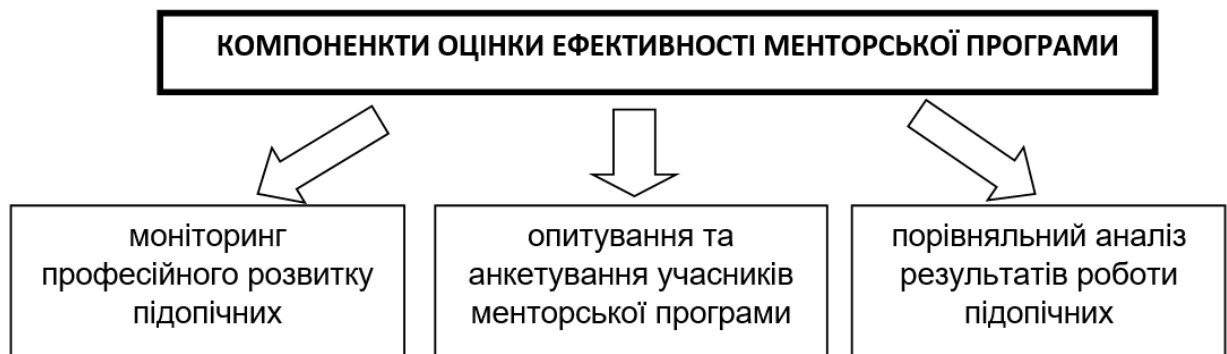 КОМПОНЕНКТИ ОЦІНКИ ЕФЕКТИВНОСТІ МЕНТОРСЬКОЇ ПРОГРАМИ
моніторинг
професійного розвитку
підопічних
опитування та
анкетування учасників
менторської програми
порівняльний аналіз
результатів роботи
підопічних